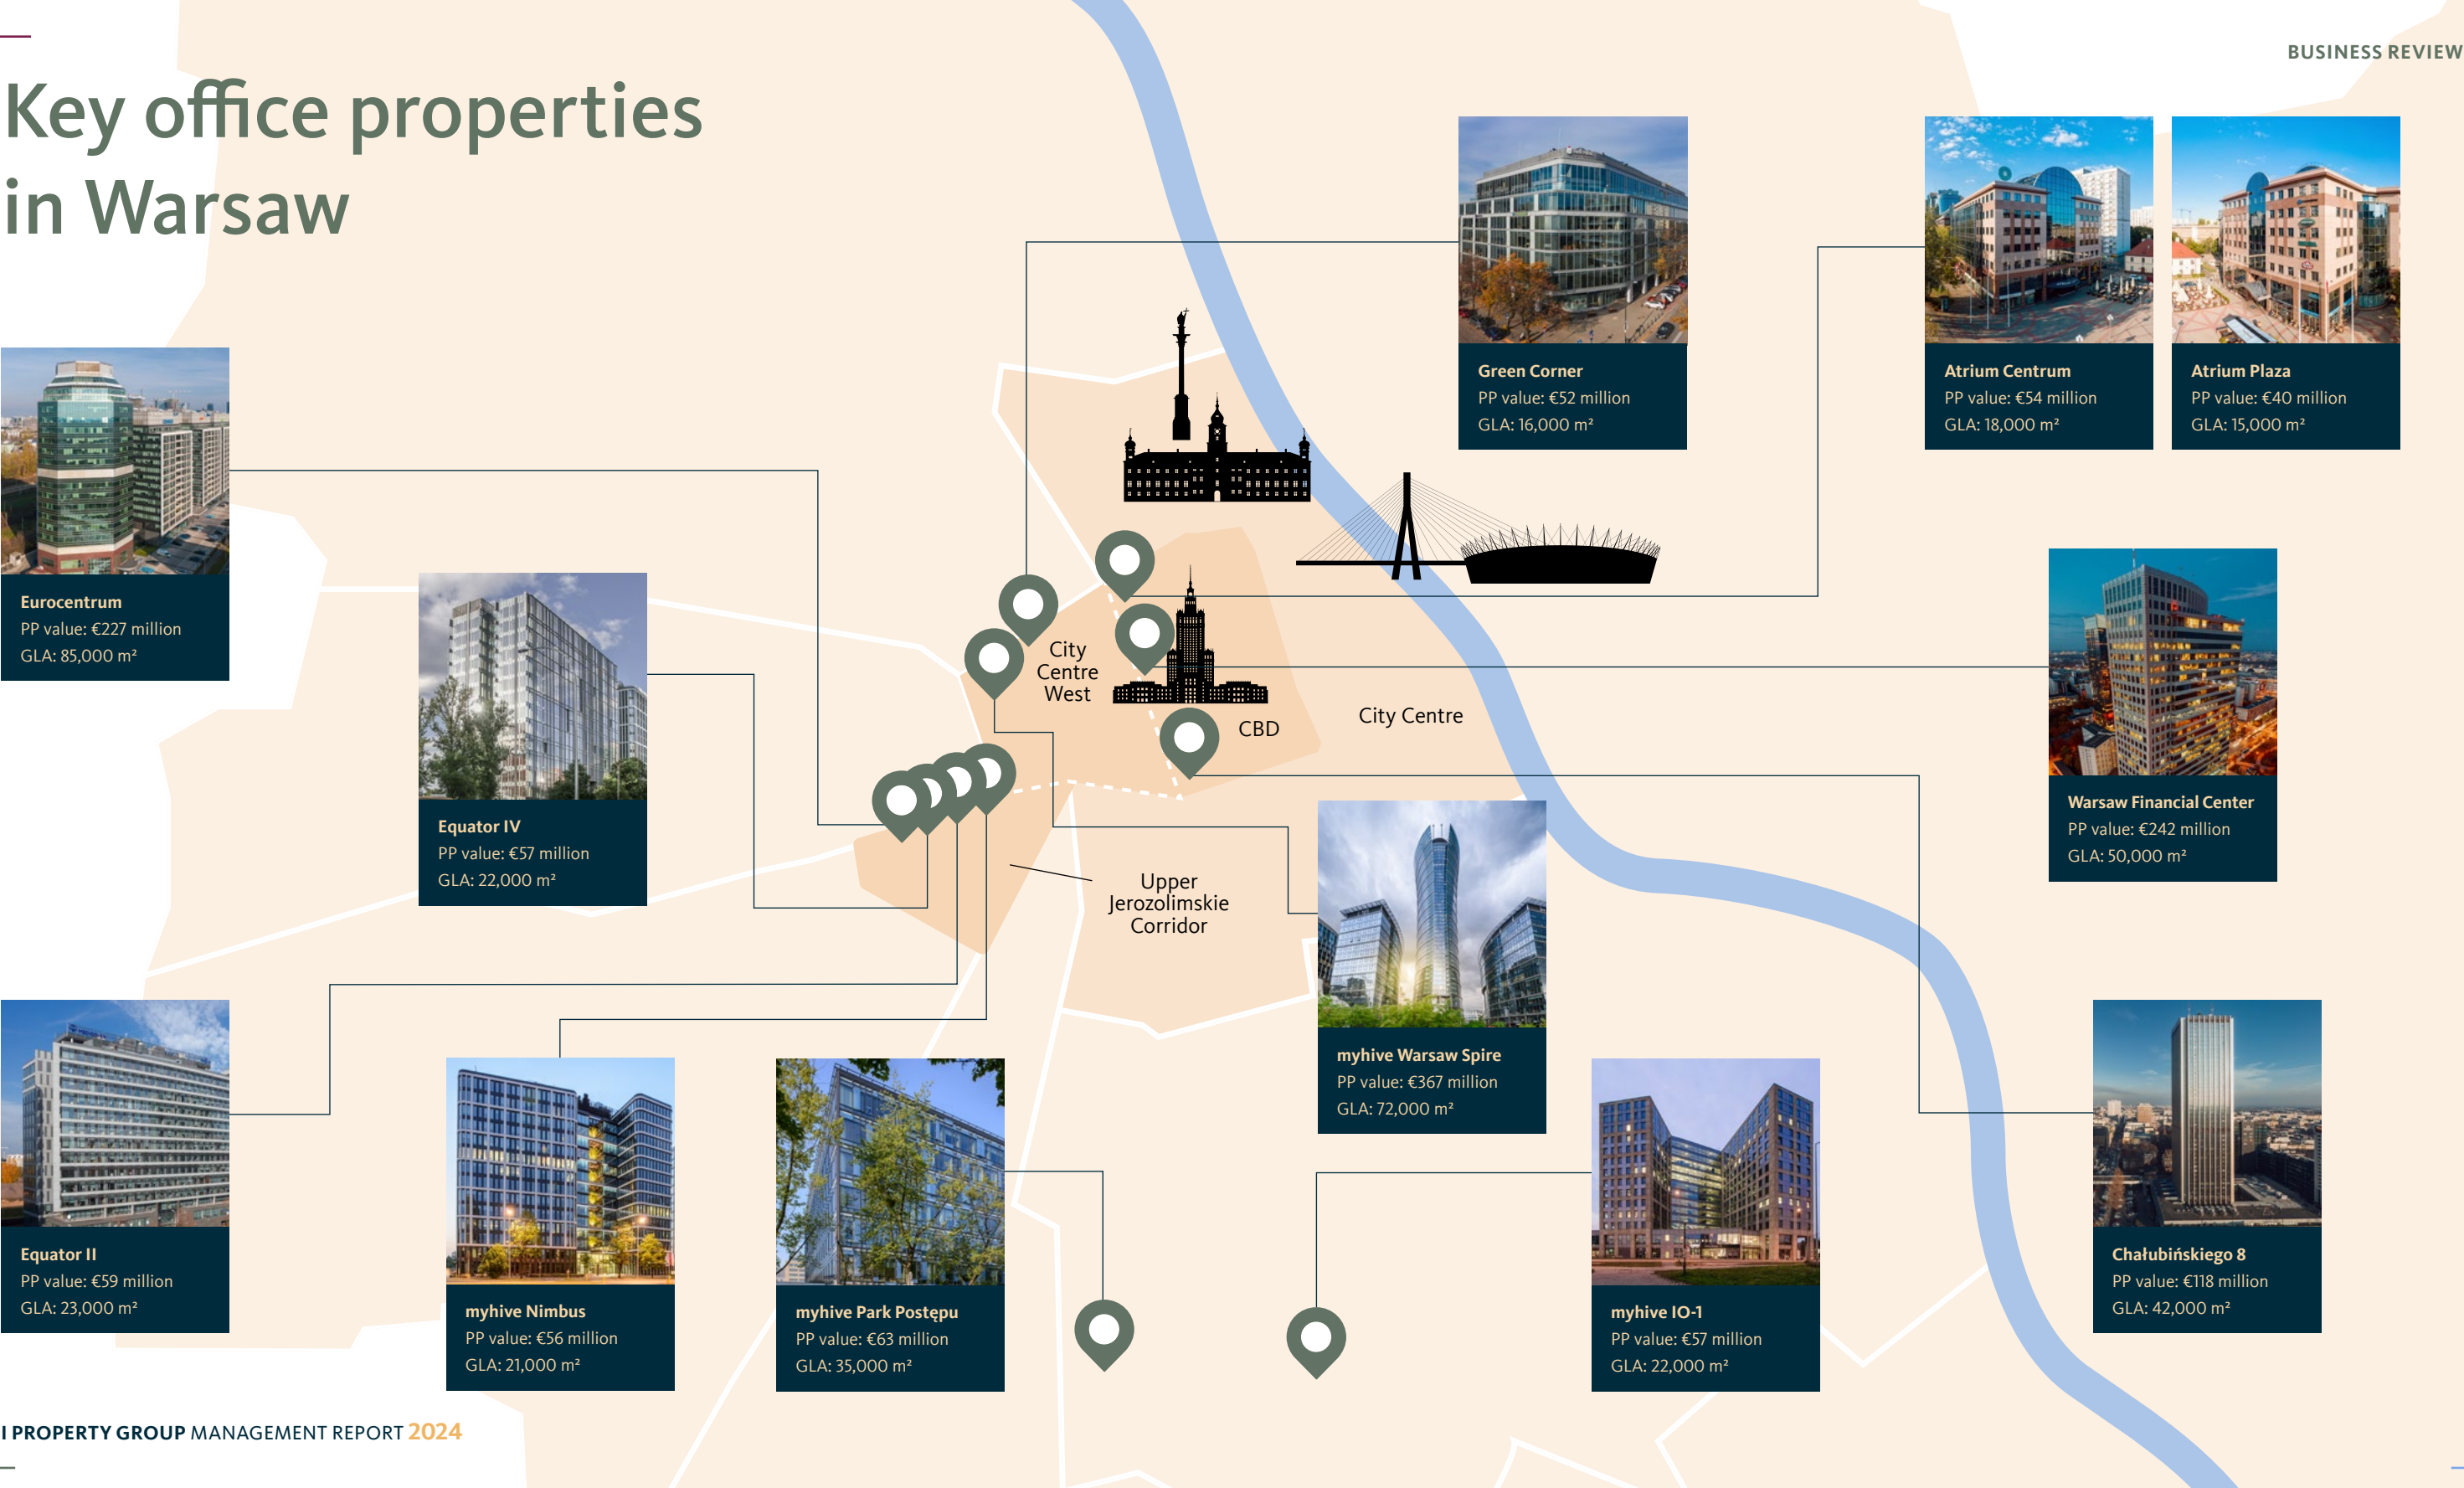 BUSINESS REVIEW
Key office properties
in Warsaw
Green Corner
PP value: €52 million
GLA: 16,000 m²
Atrium Centrum
PP value: €54 million
GLA: 18,000 m²
Atrium Plaza
PP value: €40 million
GLA: 15,000 m²
Eurocentrum
PP value: €227 million
GLA: 85,000 m²
Equator IV
PP value: €57 million
GLA: 22,000 m²
City
Centre
West
CBD
City Centre
Upper
Jerozolimskie
Corridor
Warsaw Financial Center
PP value: €242 million
GLA: 50,000 m²
myhive Warsaw Spire
PP value: €367 million
GLA: 72,000 m²
Equator II
PP value: €59 million
GLA: 23,000 m²
myhive Nimbus
PP value: €56 million
GLA: 21,000 m²
myhive Park Postępu
PP value: €63 million
GLA: 35,000 m²
myhive IO-1
PP value: €57 million
GLA: 22,000 m²
Chałubińskiego 8
PP value: €118 million
GLA: 42,000 m²
I PROPERTY GROUP MANAGEMENT REPORT 2024